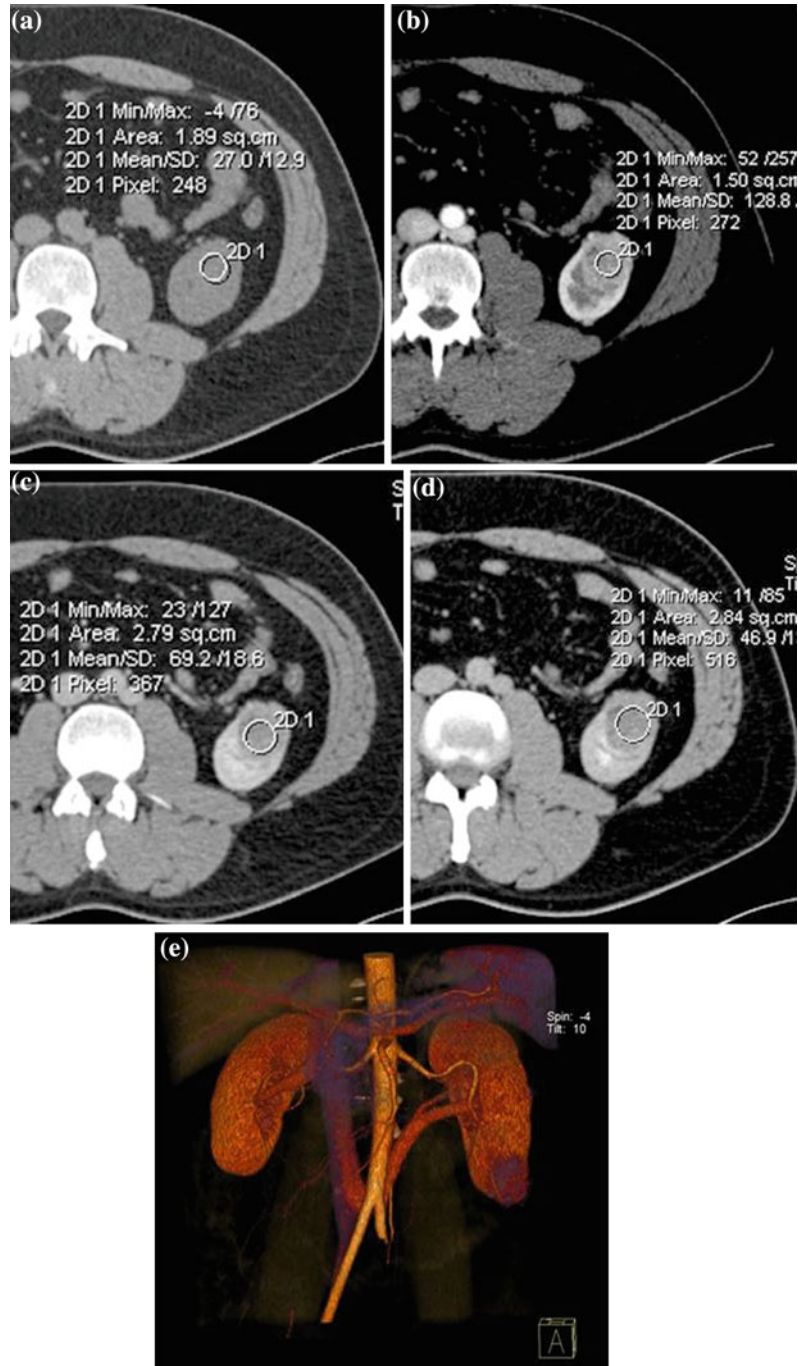 (a)
2D 1 Min/Max: -4 /76
2D 1 Area: 1.89 sq.cm
2D 1 Mean/SD: 27.0 /12.9
2D 1 Pixel: 248
2D 1
(b)
2D 1 Min/Max: 52 /257
2D 1 Area: 1.50 sq.cm
2D 1 Mean/SD: 128.8 /
2D 1 Pixel: 272
2D 1
(c)
S
T
2D 1 Min/Max: 23 /127
2D 1 Area: 2.79 sq.cm
2D 1 Mean/SD: 69.2 /18.6
2D 1 Pixel: 367
2D 1
(d)
Sp
Ti
2D 1 Min/Max: 11 /85
2D 1 Area: 2.84 sq.cm
2D 1 Mean/SD: 46.9 /1
2D 1 Pixel: 516
2D 1
(e)
Spin: -4
Tilt: 10
A